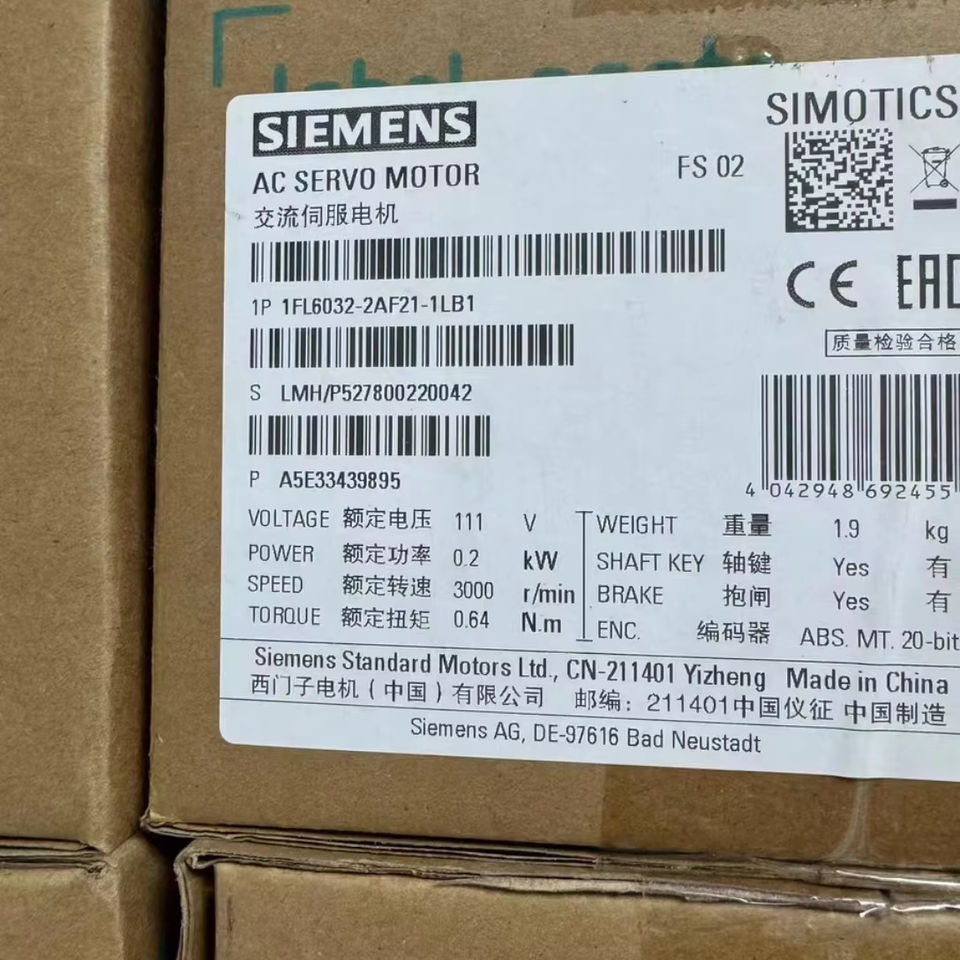 SIEMENS
SIMOTICS
AC SERVO MOTOR
FS 02
交流伺服电机
1P 1FL6032-2AF21-1LB1
CE EAC
质量检验合格
S LMH/P527800220042
P A5E33439895
4 042948 692455
VOLTAGE 额定电压 111 V
POWER 额定功率 0.2 kW
SPEED 额定转速 3000 r/min
TORQUE 额定扭矩 0.64 N.m
WEIGHT 重量 1.9 kg
SHAFT KEY 轴键 Yes 有
BRAKE 抱闸 Yes 有
ENC. 编码器 ABS. MT. 20-bit
Siemens Standard Motors Ltd., CN-211401 Yizheng Made in China
西门子电机（中国）有限公司 邮编：211401中国仪征 中国制造
Siemens AG, DE-97616 Bad Neustadt